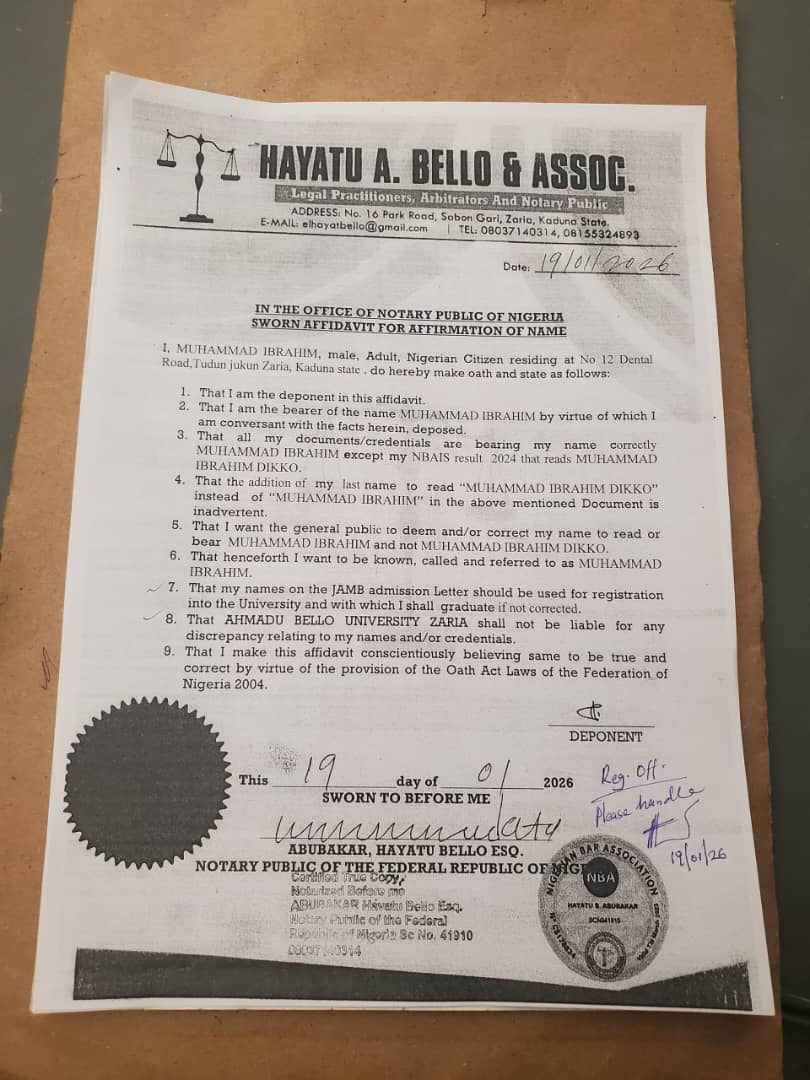 HAYATU A. BELLO & ASSOC.
Legal Practitioners, Arbitrators And Notary Public
ADDRESS: No. 16 Park Road, Sabon Gari, Zaria, Kaduna State.
E-MAIL: elhayatbello@gmail.com | TEL: 08037140314, 08155324893
Date: 19/01/2026
IN THE OFFICE OF NOTARY PUBLIC OF NIGERIA
SWORN AFFIDAVIT FOR AFFIRMATION OF NAME
I, MUHAMMAD IBRAHIM, male, Adult, Nigerian Citizen residing at No 12 Dental
Road,Tudun jukun Zaria, Kaduna state . do hereby make oath and state as follows:
1. That I am the deponent in this affidavit.
2. That I am the bearer of the name MUHAMMAD IBRAHIM by virtue of which I
am conversant with the facts herein, deposed.
3. That all my documents/credentials are bearing my name correctly
MUHAMMAD IBRAHIM except my NBAIS result 2024 that reads MUHAMMAD
IBRAHIM DIKKO.
4. That the addition of my last name to read "MUHAMMAD IBRAHIM DIKKO"
instead of "MUHAMMAD IBRAHIM" in the above mentioned Document is
inadvertent.
5. That I want the general public to deem and/or correct my name to read or
bear MUHAMMAD IBRAHIM and not MUHAMMAD IBRAHIM DIKKO.
6. That henceforth I want to be known, called and referred to as MUHAMMAD
IBRAHIM.
7. That my names on the JAMB admission Letter should be used for registration
into the University and with which I shall graduate if not corrected.
8. That AHMADU BELLO UNIVERSITY ZARIA shall not be liable for any
discrepancy relating to my names and/or credentials.
9. That I make this affidavit conscientiously believing same to be true and
correct by virtue of the provision of the Oath Act Laws of the Federation of
Nigeria 2004.
DEPONENT
This 19 day of 01 2026
SWORN TO BEFORE ME
Reg. Off.
Please handle
19/01/26
ABUBAKAR, HAYATU BELLO ESQ.
NOTARY PUBLIC OF THE FEDERAL REPUBLIC OF NIGE
Certified True Copy,
Notarized Before me
ABUBAKAR Hayatu Bello Esq.
Notary Public of the Federal
Republic of Nigeria Sc No. 41910
08037140314
NIGERIAN BAR ASSOCIATION
NBA
HAYATU B. ABUBAKAR